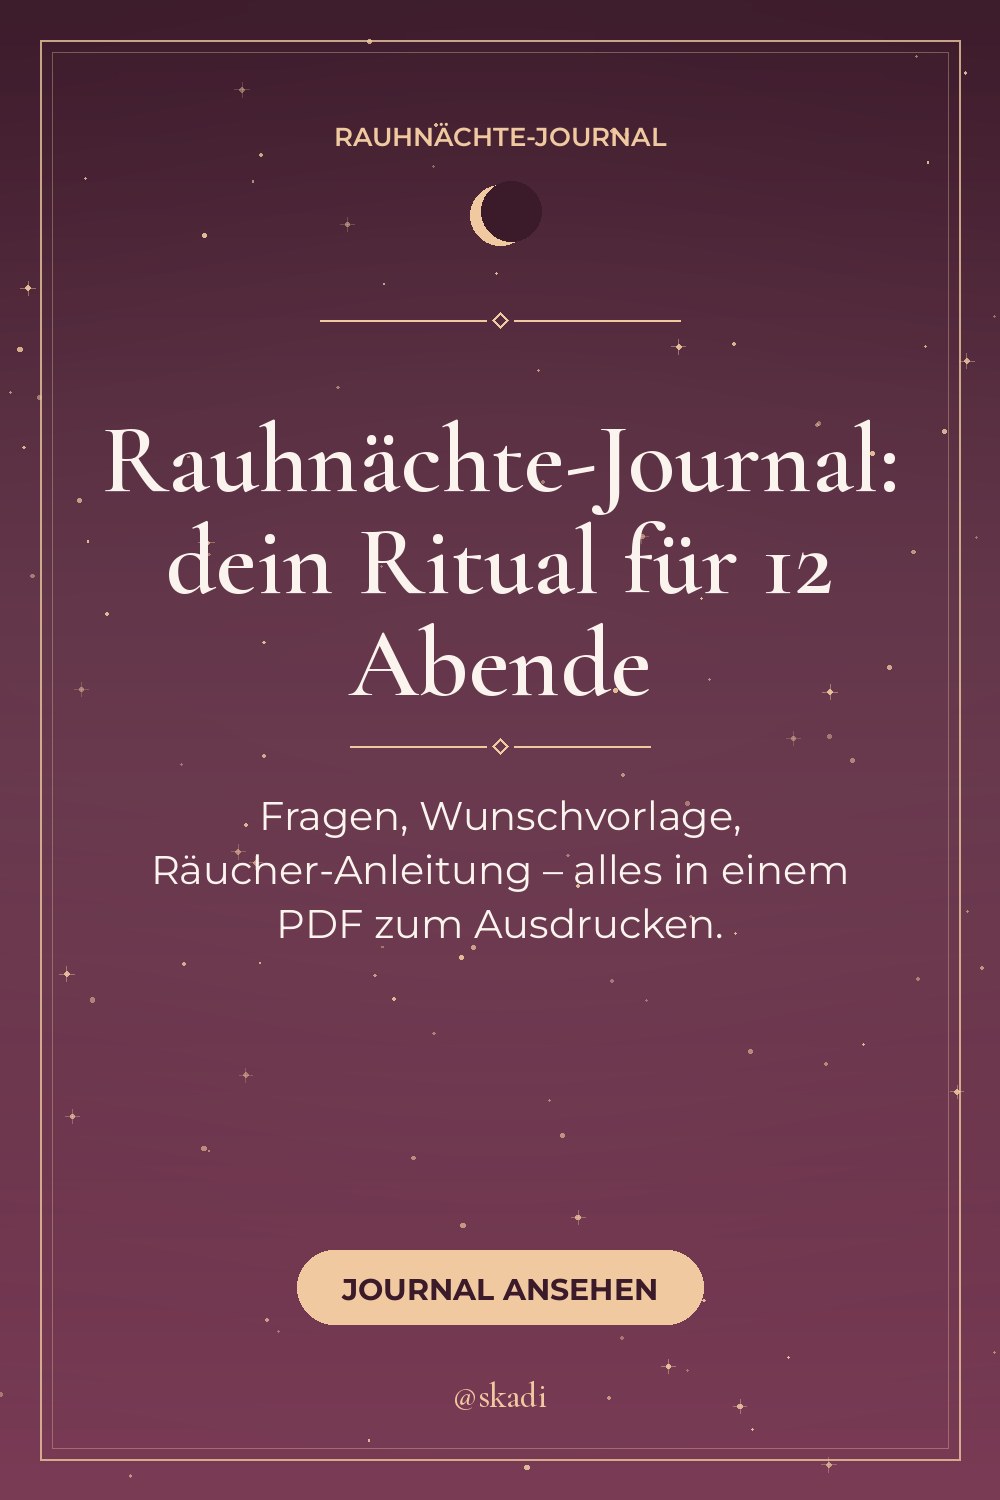 RAUHNÄCHTE-JOURNAL
Rauhnächte-Journal:
dein Ritual für 12
Abende
Fragen, Wunschvorlage,
Räucher-Anleitung – alles in einem
PDF zum Ausdrucken.
JOURNAL ANSEHEN
@skadi